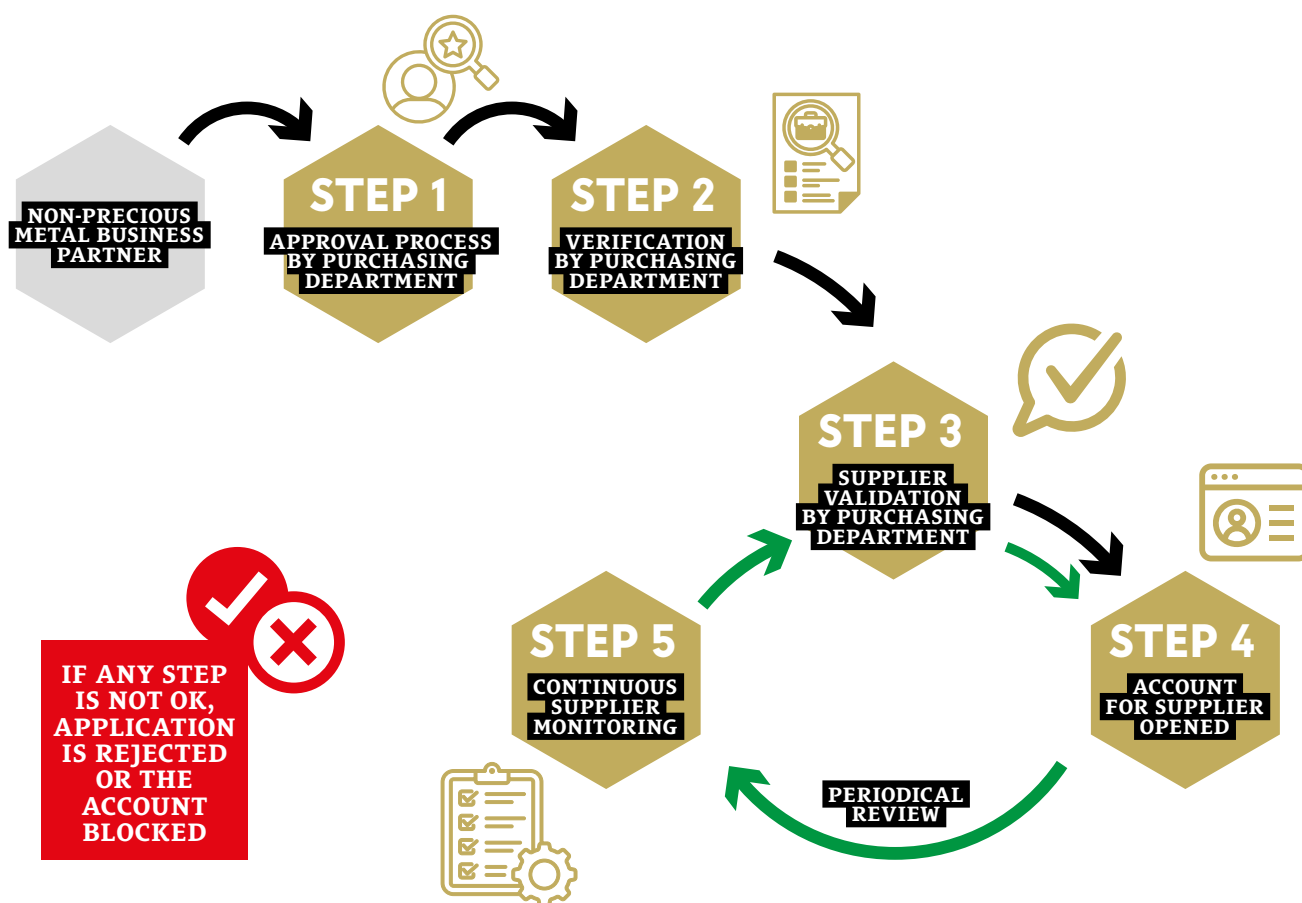 NON-PRECIOUS
METAL BUSINESS
PARTNER
STEP 1
APPROVAL PROCESS
BY PURCHASING
DEPARTMENT
STEP 2
VERIFICATION
BY PURCHASING
DEPARTMENT
STEP 3
SUPPLIER
VALIDATION
BY PURCHASING
DEPARTMENT
STEP 4
ACCOUNT
FOR SUPPLIER
OPENED
STEP 5
CONTINUOUS
SUPPLIER
MONITORING
PERIODICAL
REVIEW
IF ANY STEP
IS NOT OK,
APPLICATION
IS REJECTED
OR THE
ACCOUNT
BLOCKED